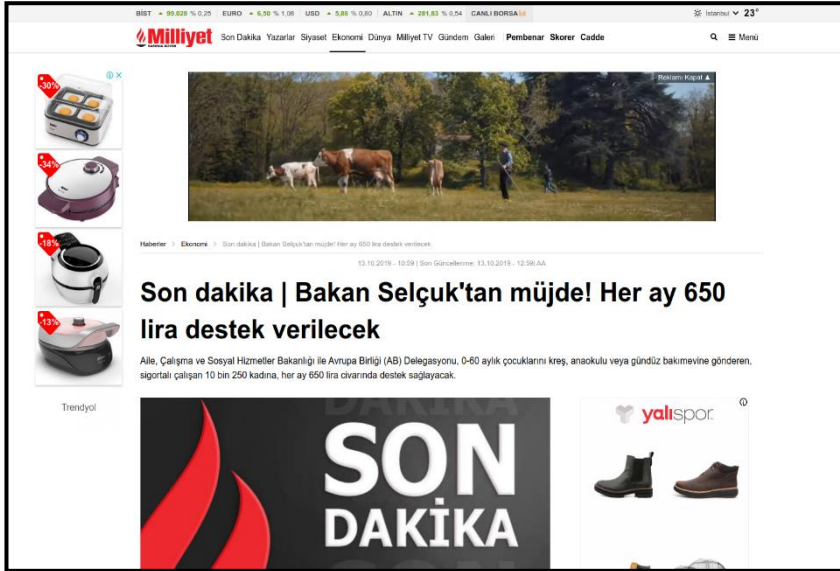 BİST 99.028 % 0,25 EURO 6,50 % 1,08 USD 5,88 % 0,80 ALTIN 281,83 % 0,54 CANLI BORSA
İstanbul 23°
Milliyet Son Dakika Yazarlar Siyaset Ekonomi Dünya Milliyet TV Gündem Galeri Pembenar Skorer Cadde Menü
-30%
Reklamı Kapat
-34%
-18%
-13%
Trendyol
Haberler > Ekonomi > Son dakika | Bakan Selçuk'tan müjde! Her ay 650 lira destek verilecek
13.10.2019 - 10:59 | Son Güncellenme: 13.10.2019 - 12:59| AA
Son dakika | Bakan Selçuk'tan müjde! Her ay 650
lira destek verilecek
Aile, Çalışma ve Sosyal Hizmetler Bakanlığı ile Avrupa Birliği (AB) Delegasyonu, 0-60 aylık çocuklarını kreş, anaokulu veya gündüz bakımevine gönderen,
sigortalı çalışan 10 bin 250 kadına, her ay 650 lira civarında destek sağlayacak.
DAKİKA
SON
DAKİKA
yalıspor